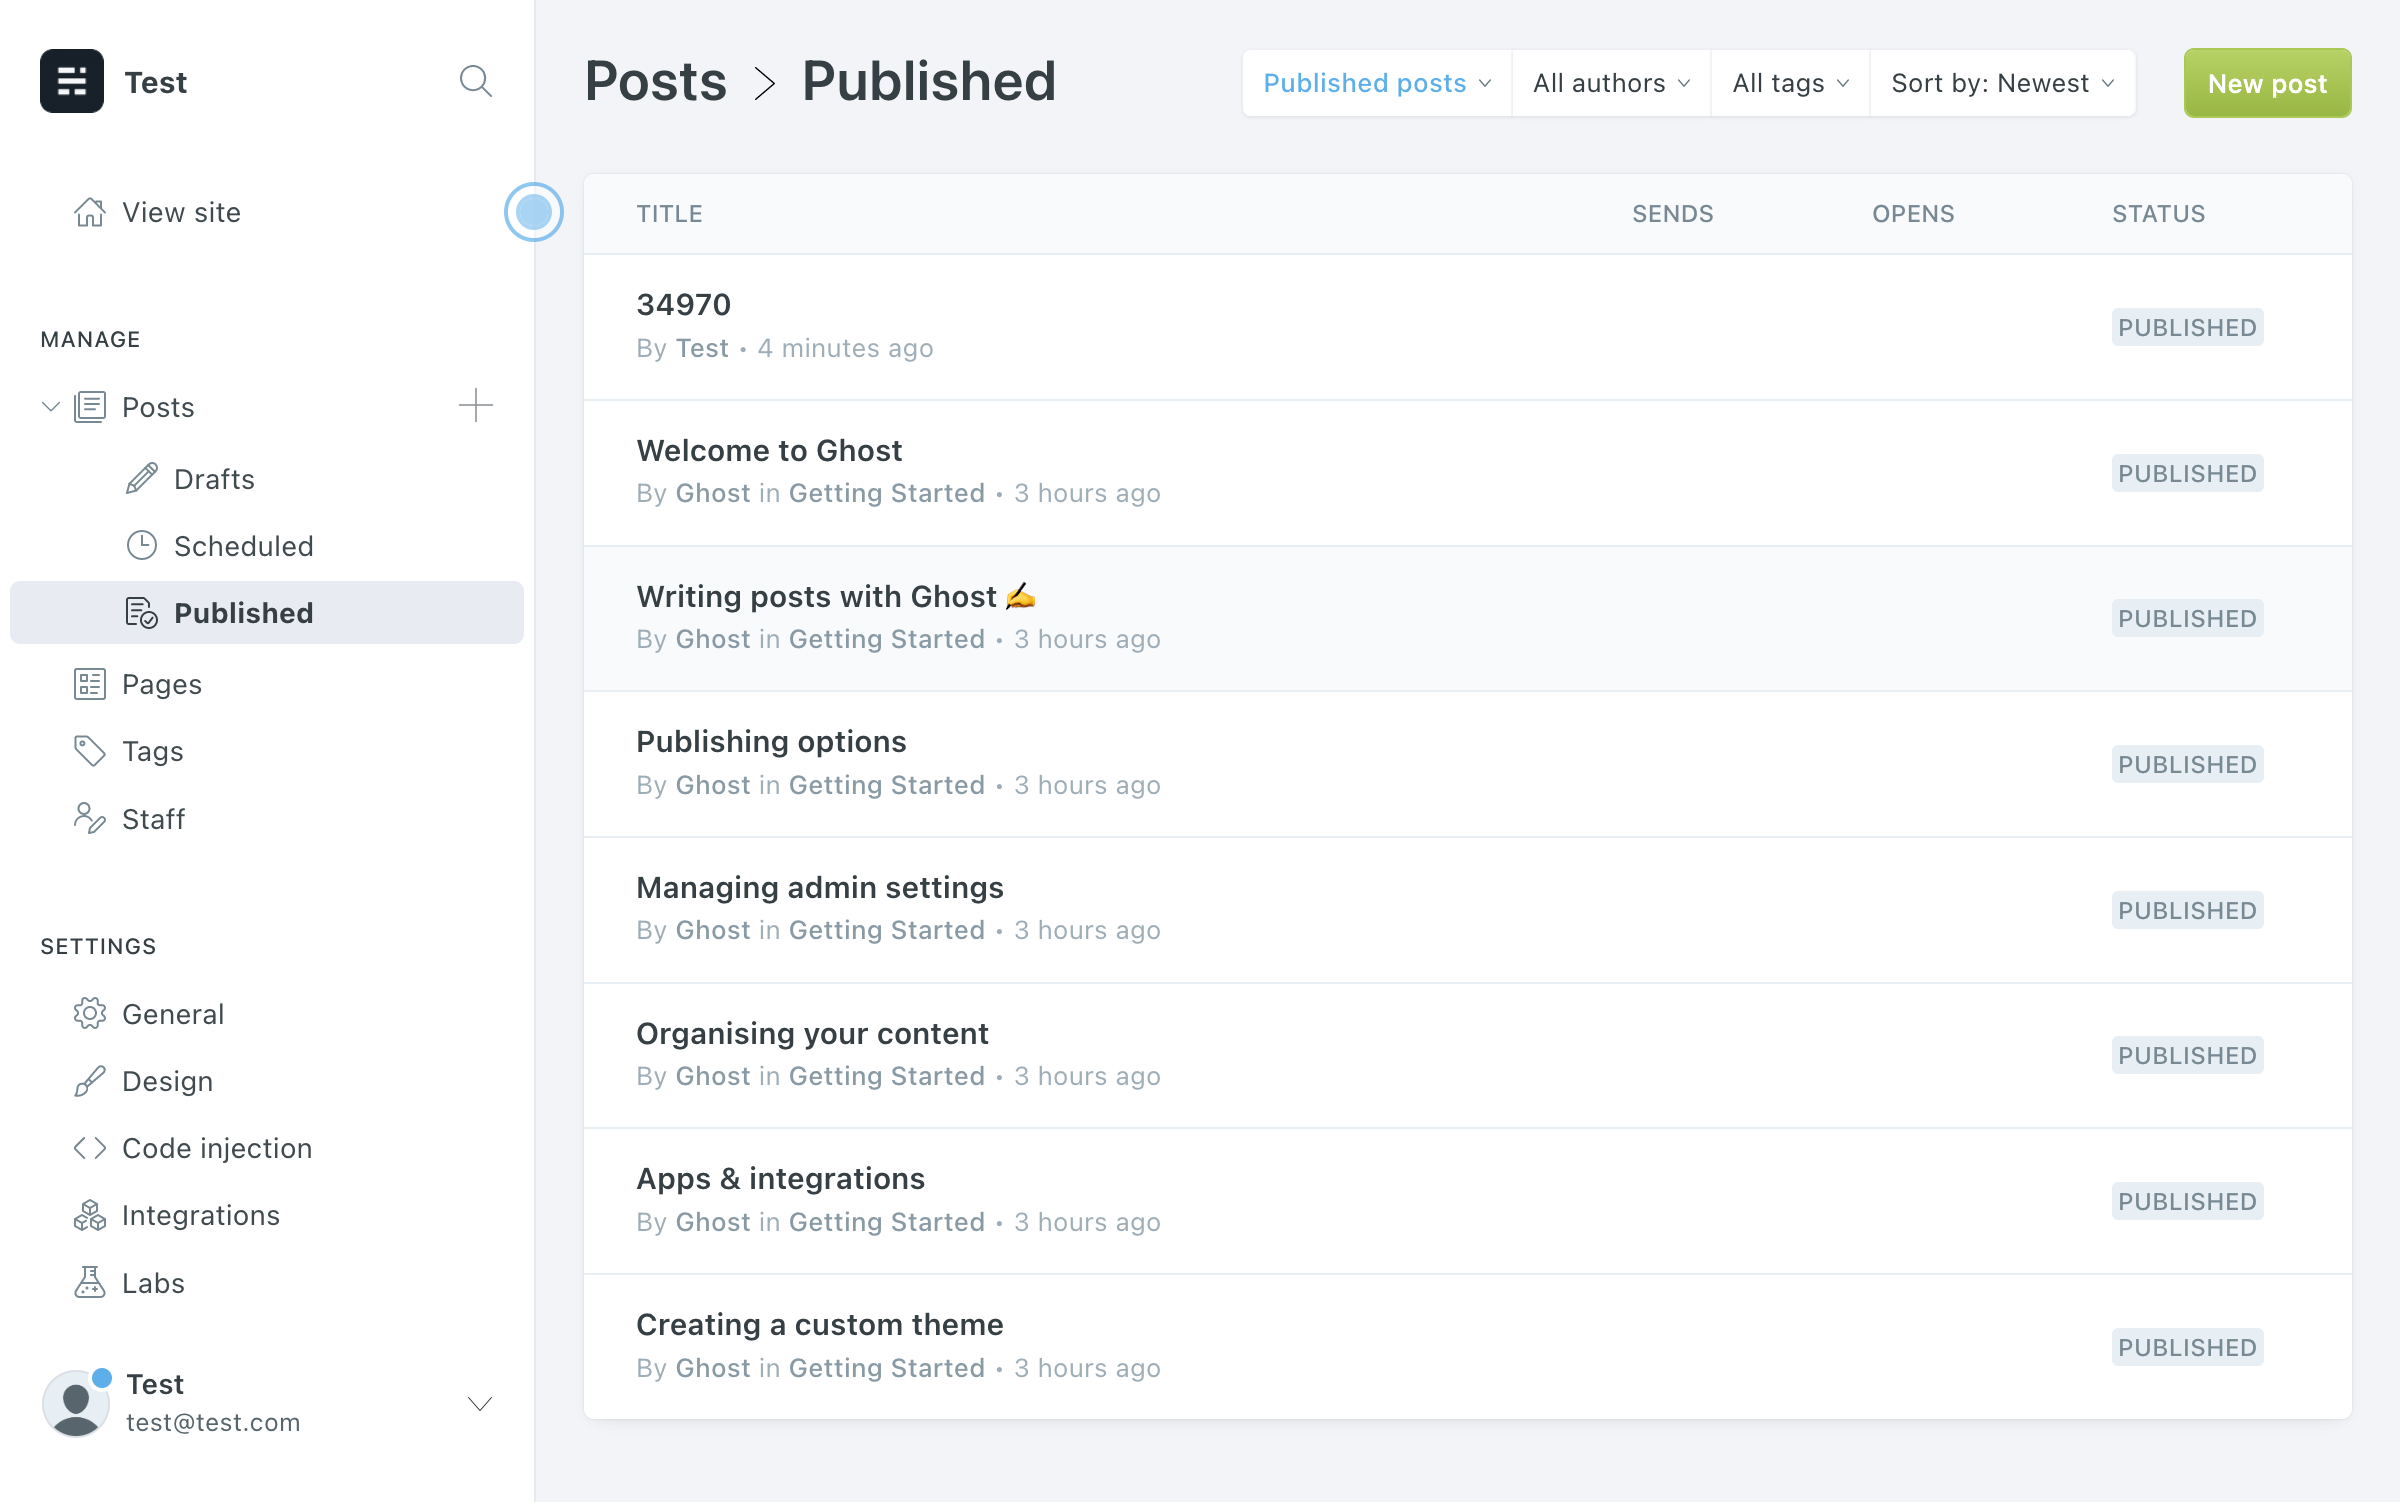 Test
View site
MANAGE
Posts
Drafts
Scheduled
Published
Pages
Tags
Staff
SETTINGS
General
Design
Code injection
Integrations
Labs
Test
test@test.com
Posts > Published
Published posts
All authors
All tags
Sort by: Newest
New post
TITLE SENDS OPENS STATUS
34970
By Test • 4 minutes ago
PUBLISHED
Welcome to Ghost
By Ghost in Getting Started • 3 hours ago
PUBLISHED
Writing posts with Ghost ✍️
By Ghost in Getting Started • 3 hours ago
PUBLISHED
Publishing options
By Ghost in Getting Started • 3 hours ago
PUBLISHED
Managing admin settings
By Ghost in Getting Started • 3 hours ago
PUBLISHED
Organising your content
By Ghost in Getting Started • 3 hours ago
PUBLISHED
Apps & integrations
By Ghost in Getting Started • 3 hours ago
PUBLISHED
Creating a custom theme
By Ghost in Getting Started • 3 hours ago
PUBLISHED